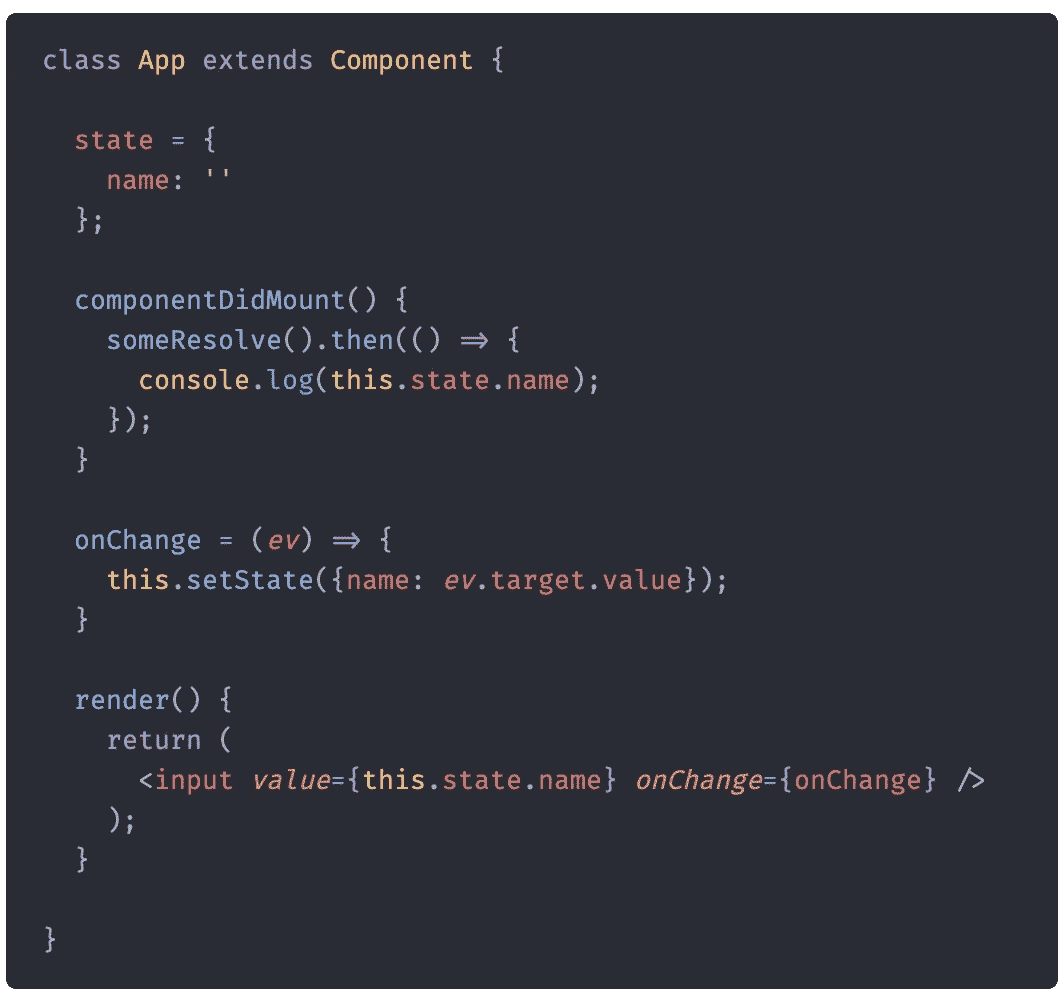 class App extends Component {
state = {
name: ''
};
componentDidMount() {
someResolve().then(() => {
console.log(this.state.name);
});
}
onChange = (ev) => {
this.setState({name: ev.target.value});
}
render() {
return (
<input value={this.state.name} onChange={onChange} />
);
}
}